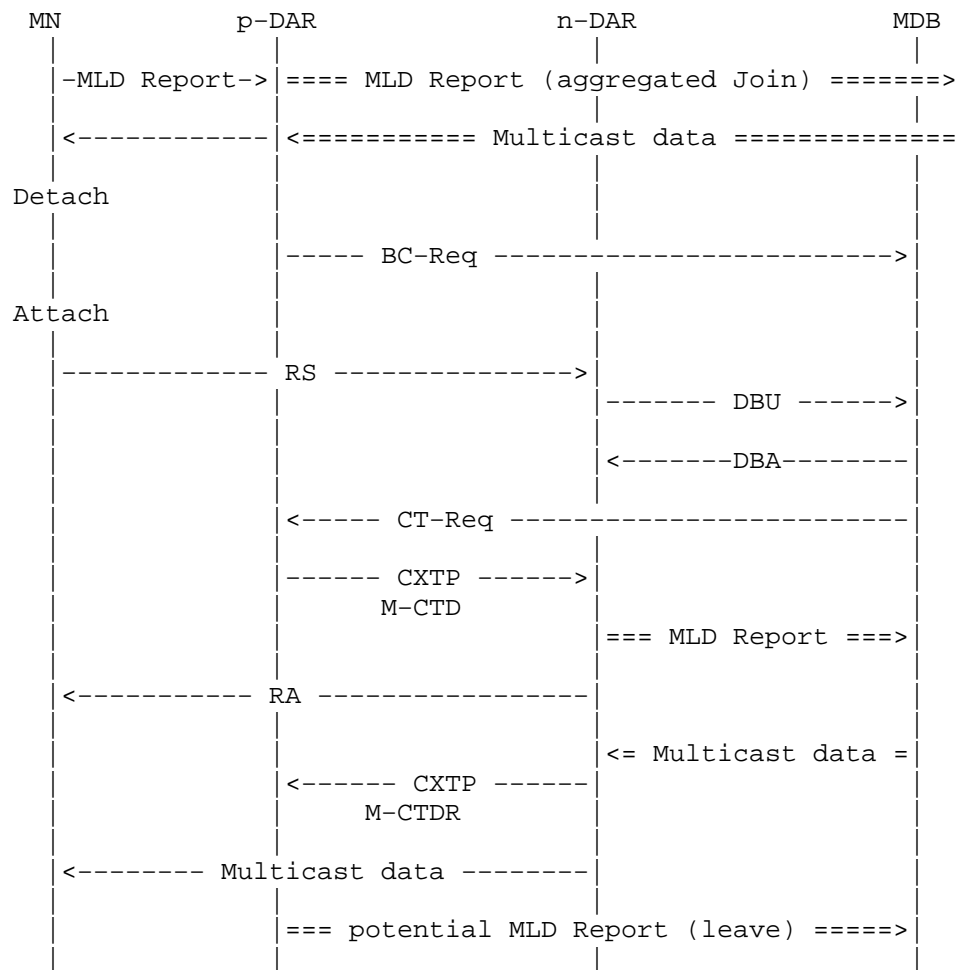 MN p-DAR n-DAR MDB
|-MLD Report->|==== MLD Report (aggregated Join) =======>
|<------------|<=========== Multicast data ==============
Detach
|----- BC-Req ------------------------->|
Attach
|------------- RS --------------->|
|------- DBU ------>|
|<-------DBA--------|
|<----- CT-Req -------------------------|
|------ CXTP ------>|
M-CTD
|=== MLD Report ===>|
|<----------- RA -----------------|
|<= Multicast data =|
|<------ CXTP ------|
M-CTDR
|<-------- Multicast data --------|
|=== potential MLD Report (leave) =====>|